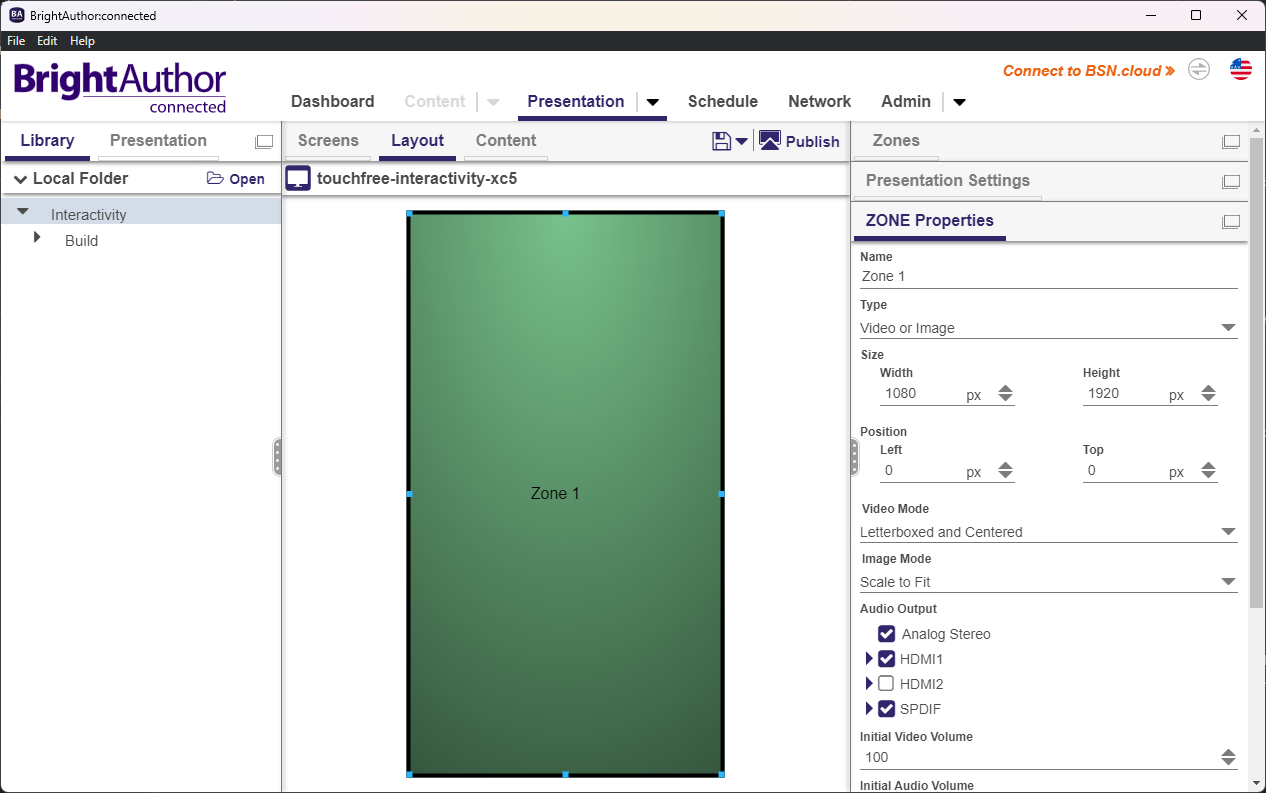 BA BrightAuthor:connected
File Edit Help
BrightAuthor
connected
Connect to BSN.cloud »
Dashboard Content Presentation Schedule Network Admin
Library Presentation
Screens Layout Content Publish
Zones
Local Folder Open
touchfree-interactivity-xc5
Presentation Settings
Interactivity
Build
ZONE Properties
Zone 1
Name
Zone 1
Type
Video or Image
Size
Width Height
1080 px 1920 px
Position
Left Top
0 px 0 px
Video Mode
Letterboxed and Centered
Image Mode
Scale to Fit
Audio Output
Analog Stereo
HDMI1
HDMI2
SPDIF
Initial Video Volume
100
Initial Audio Volume